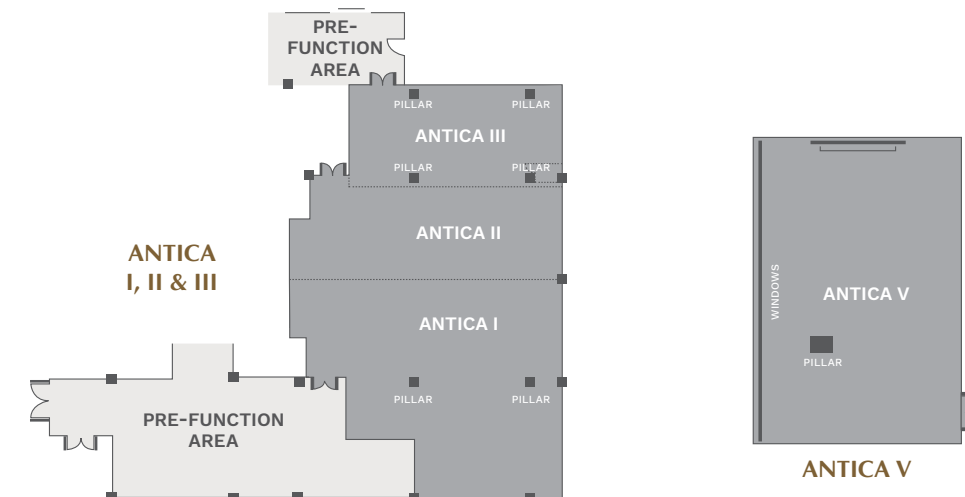 PRE-
FUNCTION
AREA
PILLAR
PILLAR
ANTICA III
PILLAR
PILLAR
ANTICA II
ANTICA
I, II & III
ANTICA I
PILLAR
PILLAR
PRE-FUNCTION
AREA
WINDOWS
ANTICA V
PILLAR
ANTICA V